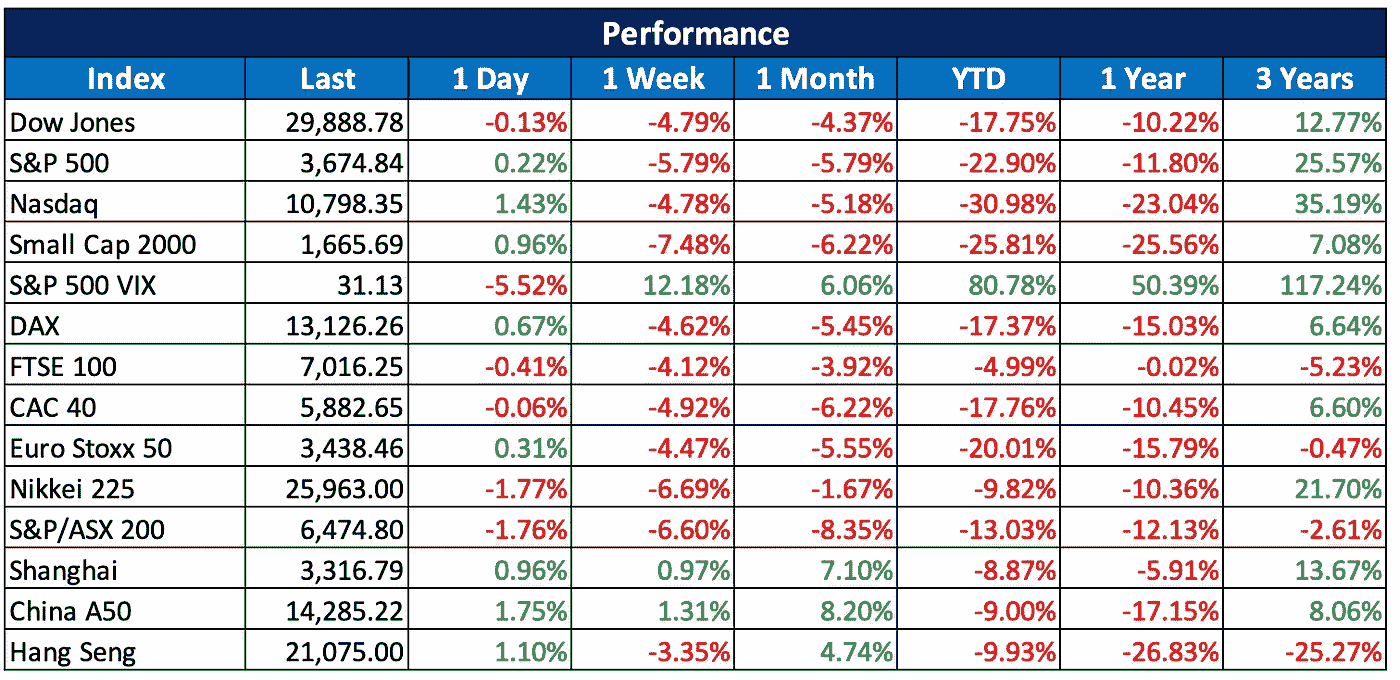 Performance
Index Last 1 Day 1 Week 1 Month YTD 1 Year 3 Years
Dow Jones 29,888.78 -0.13% -4.79% -4.37% -17.75% -10.22% 12.77%
S&P 500 3,674.84 0.22% -5.79% -5.79% -22.90% -11.80% 25.57%
Nasdaq 10,798.35 1.43% -4.78% -5.18% -30.98% -23.04% 35.19%
Small Cap 2000 1,665.69 0.96% -7.48% -6.22% -25.81% -25.56% 7.08%
S&P 500 VIX 31.13 -5.52% 12.18% 6.06% 80.78% 50.39% 117.24%
DAX 13,126.26 0.67% -4.62% -5.45% -17.37% -15.03% 6.64%
FTSE 100 7,016.25 -0.41% -4.12% -3.92% -4.99% -0.02% -5.23%
CAC 40 5,882.65 -0.06% -4.92% -6.22% -17.76% -10.45% 6.60%
Euro Stoxx 50 3,438.46 0.31% -4.47% -5.55% -20.01% -15.79% -0.47%
Nikkei 225 25,963.00 -1.77% -6.69% -1.67% -9.82% -10.36% 21.70%
S&P/ASX 200 6,474.80 -1.76% -6.60% -8.35% -13.03% -12.13% -2.61%
Shanghai 3,316.79 0.96% 0.97% 7.10% -8.87% -5.91% 13.67%
China A50 14,285.22 1.75% 1.31% 8.20% -9.00% -17.15% 8.06%
Hang Seng 21,075.00 1.10% -3.35% 4.74% -9.93% -26.83% -25.27%